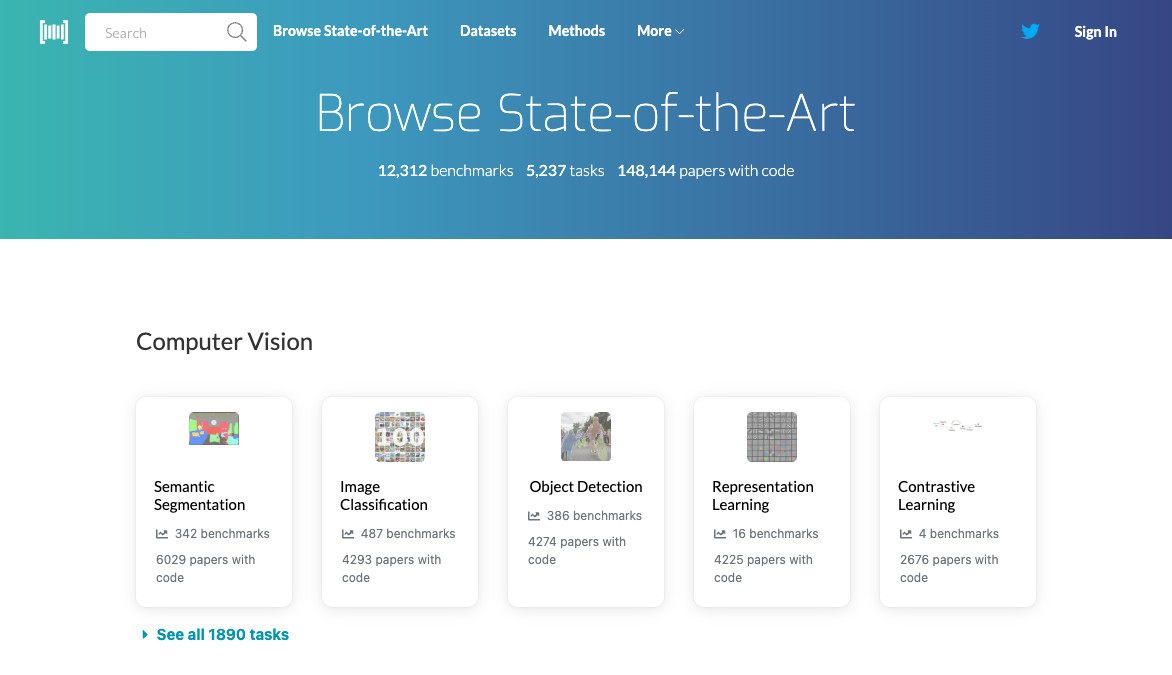 Search
Browse State-of-the-Art
Datasets
Methods
More
Sign In
Browse State-of-the-Art
12,312 benchmarks 5,237 tasks 148,144 papers with code
Computer Vision
100
Semantic
Segmentation
342 benchmarks
6029 papers with
code
Image
Classification
487 benchmarks
4293 papers with
code
Object Detection
386 benchmarks
4274 papers with
code
Representation
Learning
16 benchmarks
4225 papers with
code
Contrastive
Learning
4 benchmarks
2676 papers with
code
See all 1890 tasks